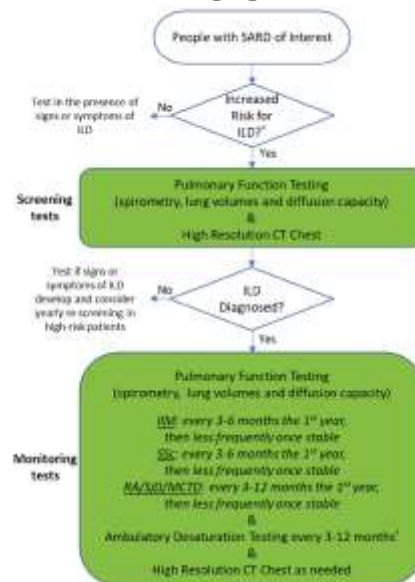 People with SARD of Interest
Test in the presence of
signs or symptoms of
ILD
No
Increased
Risk for
ILD?*
Yes
Screening
tests
Pulmonary Function Testing
(spirometry, lung volumes and diffusion capacity)
&
High Resolution CT Chest
Test if signs or
symptoms of ILD
develop and consider
yearly re screening in
high-risk patients
No
ILD
Diagnosed?
Yes
Monitoring
tests
Pulmonary Function Testing
(spirometry, lung volumes and diffusion capacity)
IIM: every 3-6 months the 1st year,
then less frequently once stable
SSc: every 3-6 months the 1st year,
then less frequently once stable
RA/SjD/MCTD: every 3-12 months the 1st year,
then less frequently once stable
&
Ambulatory Desaturation Testing every 3-12 months†
&
High Resolution CT Chest as needed